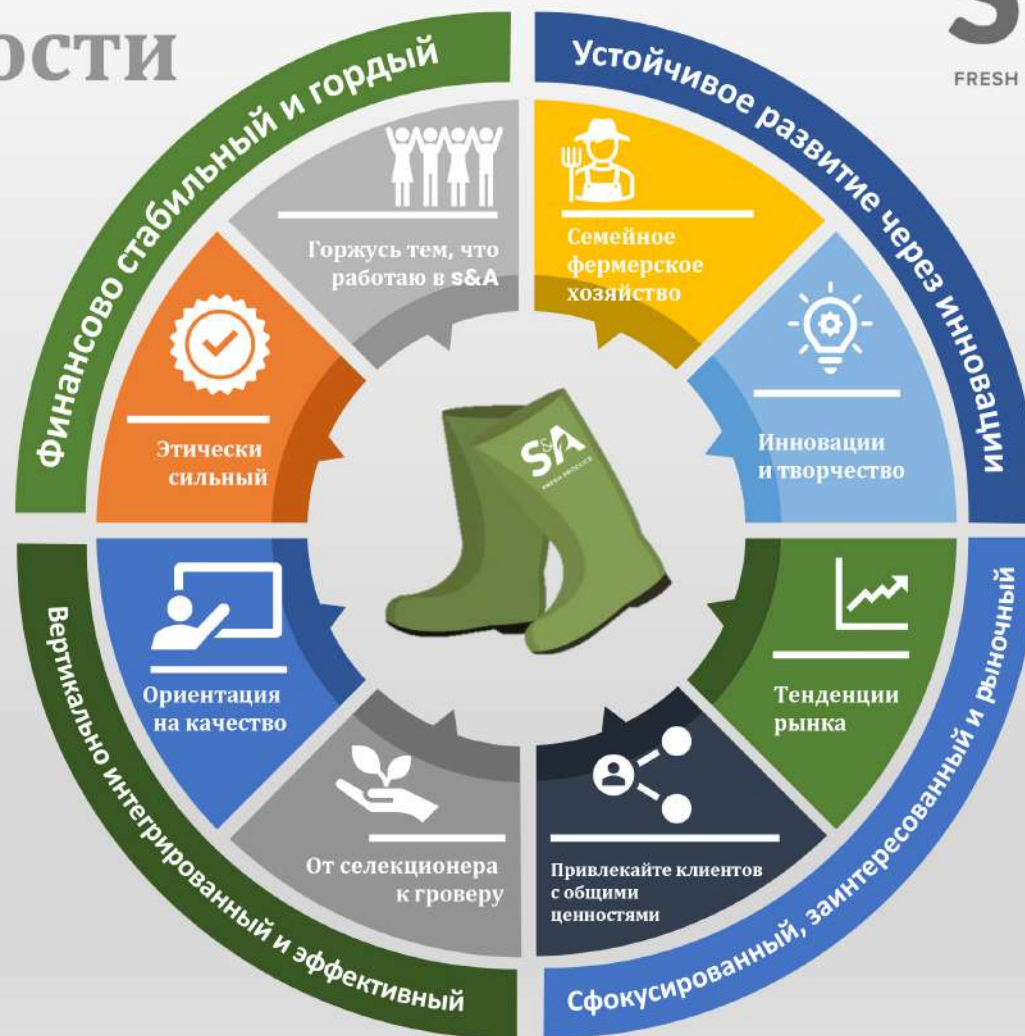 ости
S
FRESH
Финансово стабильный и гордый
Устойчивое развитие через инновации
Горжусь тем, что
работаю в s&A
Семейное
фермерское
хозяйство
Этически
сильный
Инновации
и творчество
S&A
FRESH PRODUCE
Ориентация
на качество
Тенденции
рынка
От селекционера
к гроверу
Привлекайте клиентов
с общими
ценностями
Вертикально интегрированный и эффективный
Сфокусированный, заинтересованный и рыночный